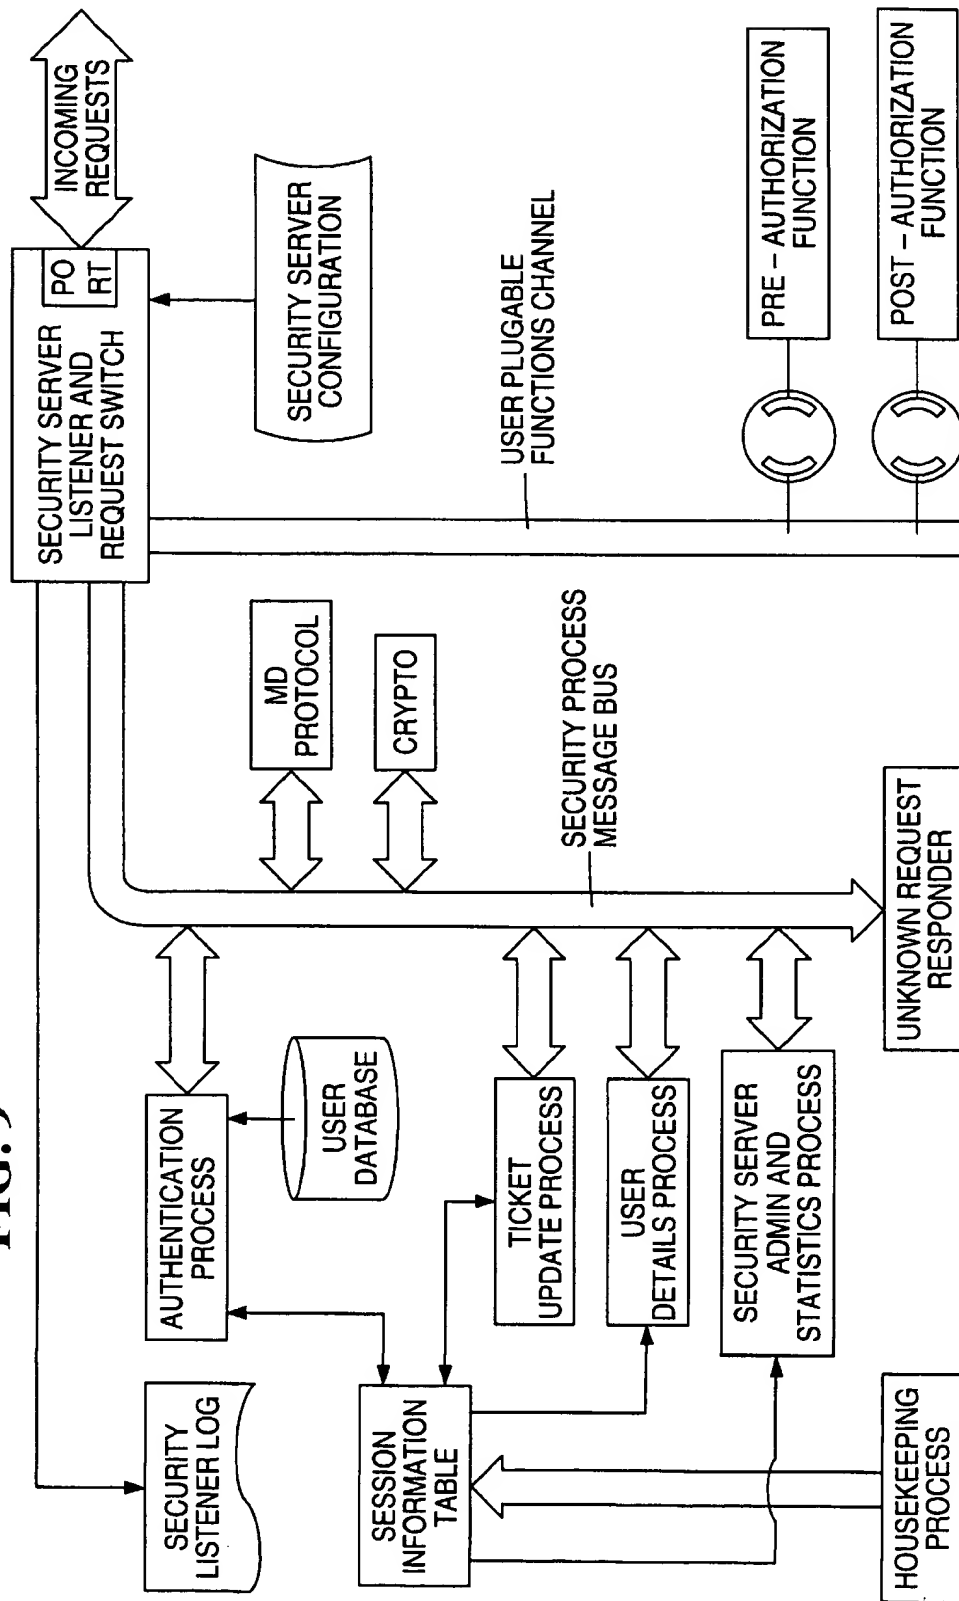 INCOMING
REQUESTS
PO
RT
SECURITY SERVER
LISTENER AND
REQUEST SWITCH
SECURITY SERVER
CONFIGURATION
USER PLUGABLE
FUNCTIONS CHANNEL
PRE - AUTHORIZATION
FUNCTION
POST - AUTHORIZATION
FUNCTION
MD
PROTOCOL
CRYPTO
SECURITY PROCESS
MESSAGE BUS
UNKNOWN REQUEST
RESPONDER
AUTHENTICATION
PROCESS
USER
DATABASE
TICKET
UPDATE PROCESS
USER
DETAILS PROCESS
SECURITY SERVER
ADMIN AND
STATISTICS PROCESS
SECURITY
LISTENER LOG
SESSION
INFORMATION
TABLE
HOUSEKEEPING
PROCESS